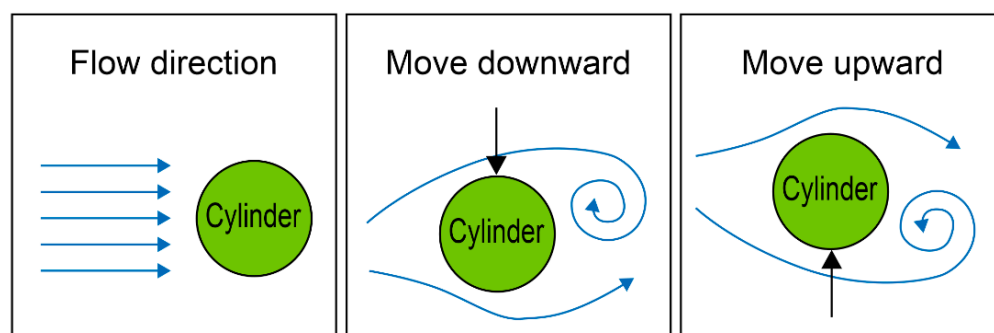 Flow direction
Cylinder
Move downward
Cylinder
Move upward
Cylinder